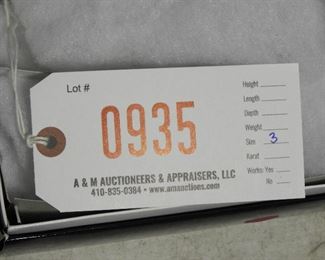 Lot #
0935
Height
Length
Depth
Weight
Size 3
Karat
Works: Yes
No
A & M AUCTIONEERS & APPRAISERS, LLC
410-835-0384 • www.amauctions.com